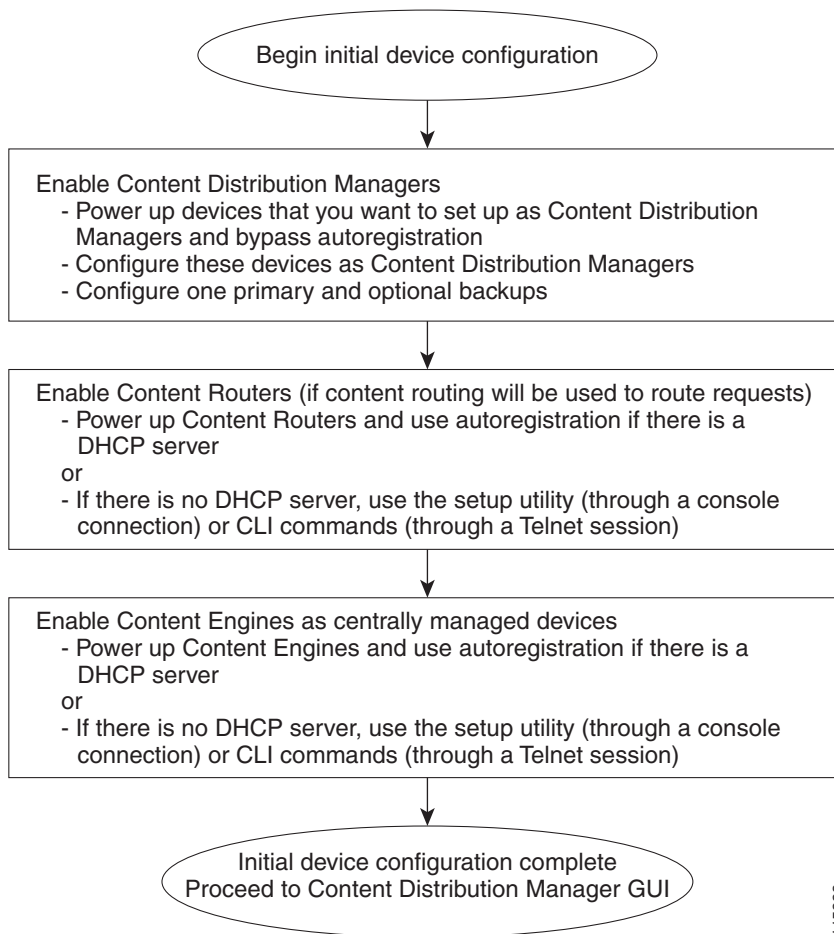 Begin initial device configuration
Enable Content Distribution Managers
- Power up devices that you want to set up as Content Distribution
Managers and bypass autoregistration
- Configure these devices as Content Distribution Managers
- Configure one primary and optional backups
Enable Content Routers (if content routing will be used to route requests)
- Power up Content Routers and use autoregistration if there is a
DHCP server
or
- If there is no DHCP server, use the setup utility (through a console
connection) or CLI commands (through a Telnet session)
Enable Content Engines as centrally managed devices
- Power up Content Engines and use autoregistration if there is a
DHCP server
or
- If there is no DHCP server, use the setup utility (through a console
connection) or CLI commands (through a Telnet session)
Initial device configuration complete
Proceed to Content Distribution Manager GUI